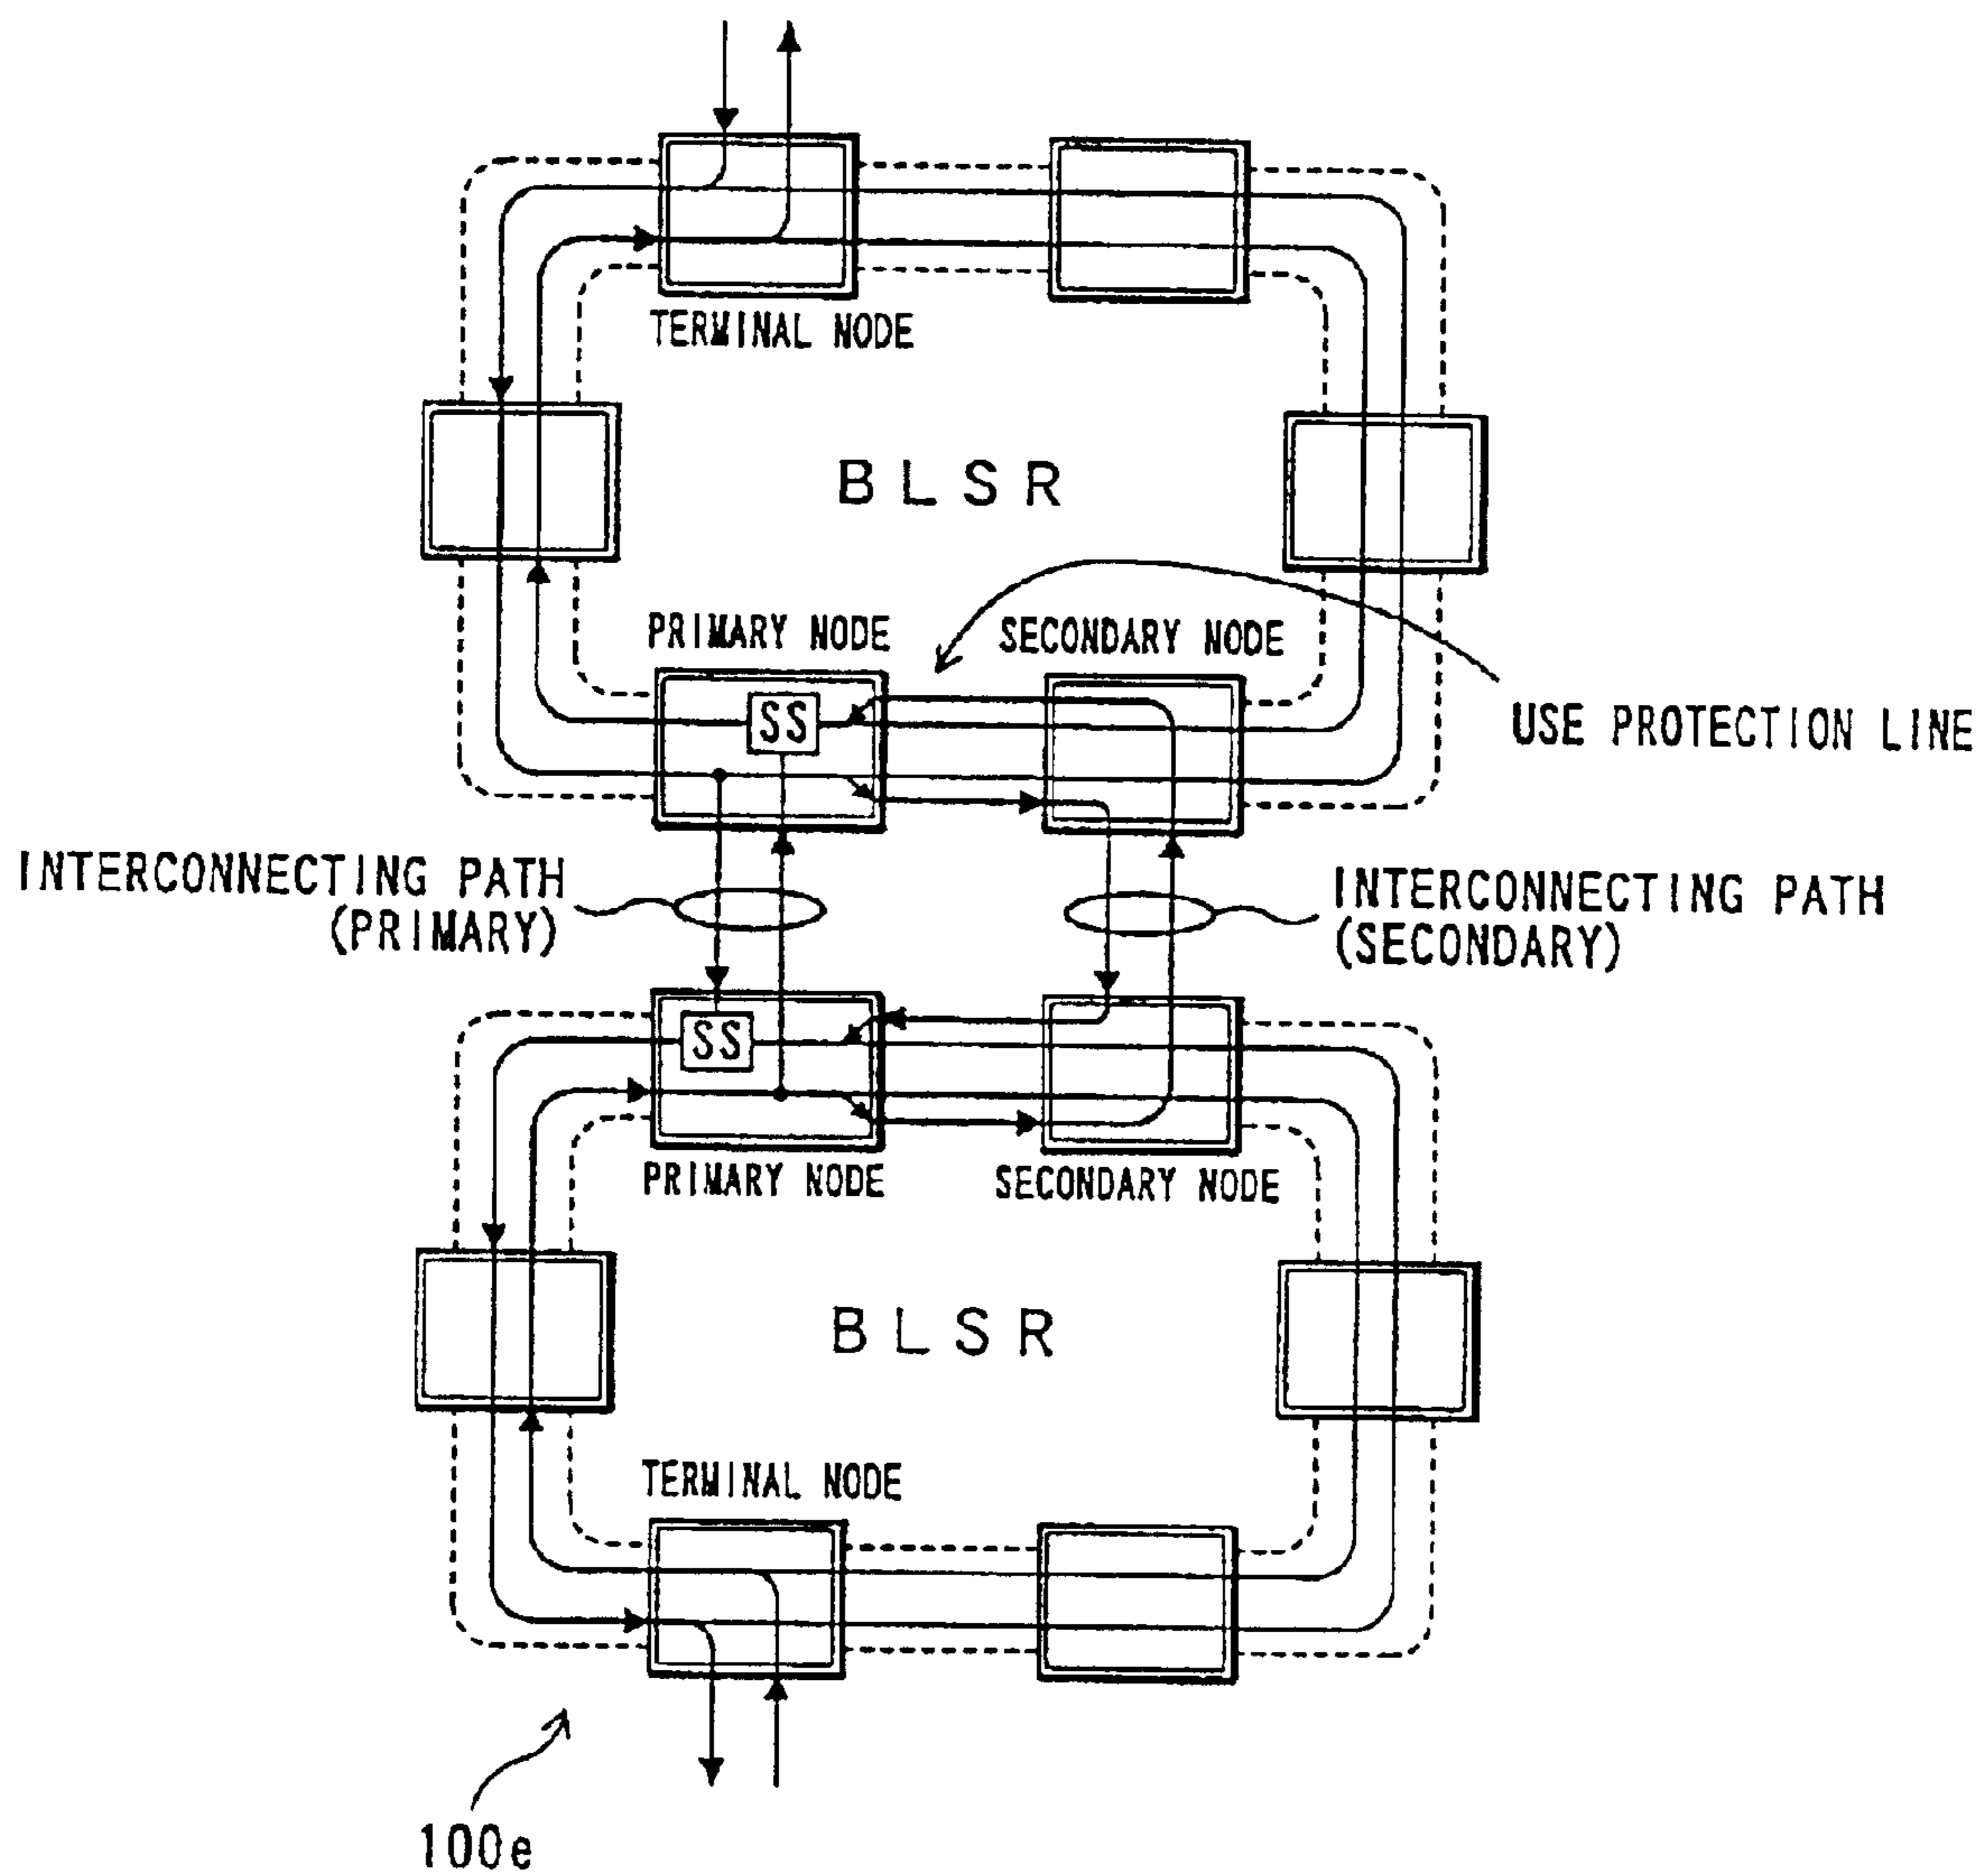 TERMINAL NODE
BLSR
PRIMARY NODE
SECONDARY NODE
SS
USE PROTECTION LINE
INTERCONNECTING PATH
(PRIMARY)
INTERCONNECTING PATH
(SECONDARY)
SS
PRIMARY NODE
SECONDARY NODE
BLSR
TERMINAL NODE
100e